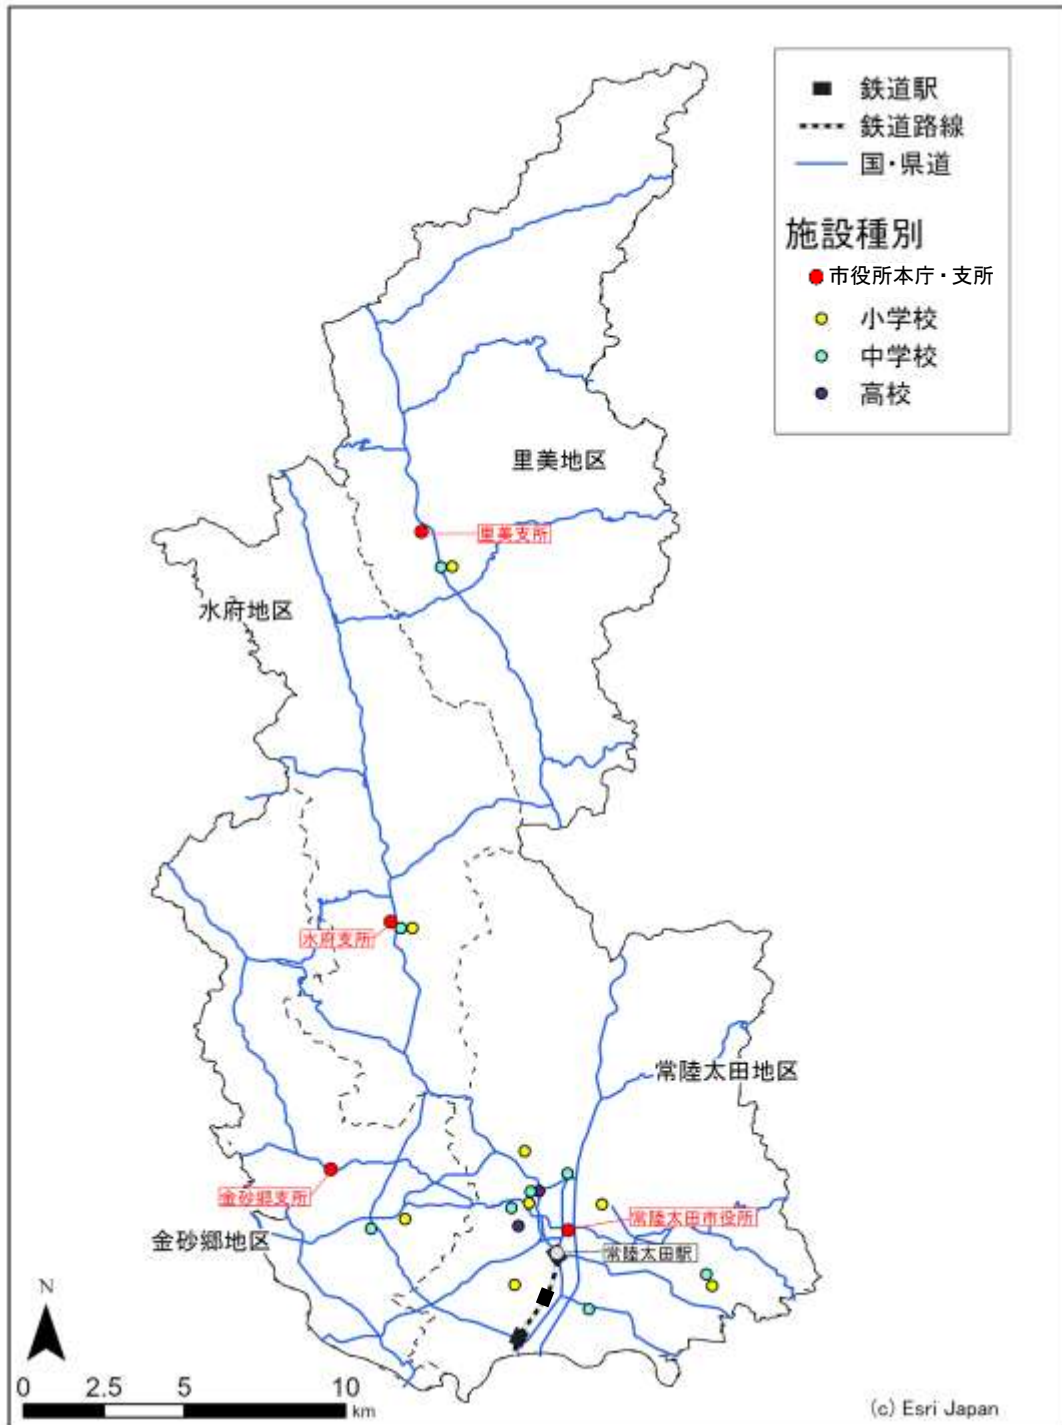 鉄道駅
鉄道路線
国・県道
施設種別
市役所本庁・支所
小学校
中学校
高校
里美地区
里美支所
水府地区
水府支所
常陸太田地区
金砂郷支所
常陸太田市役所
金砂郷地区
常陸太田駅
N
0 2.5 5 10
km
(c) Esri Japan